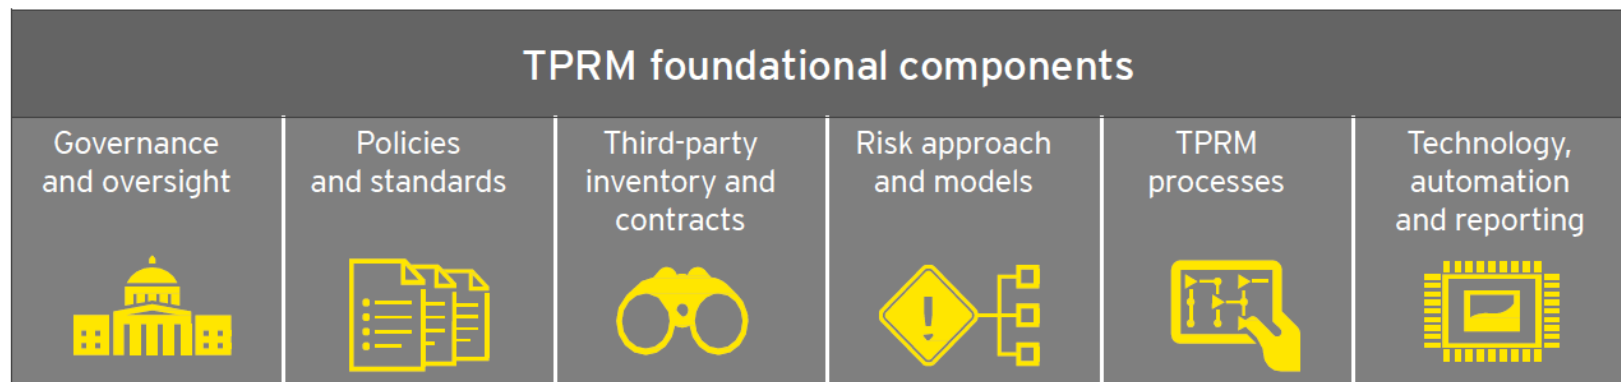 TPRM foundational components
Governance
and oversight
Policies
and standards
Third-party
inventory and
contracts
Risk approach
and models
TPRM
processes
Technology,
automation
and reporting